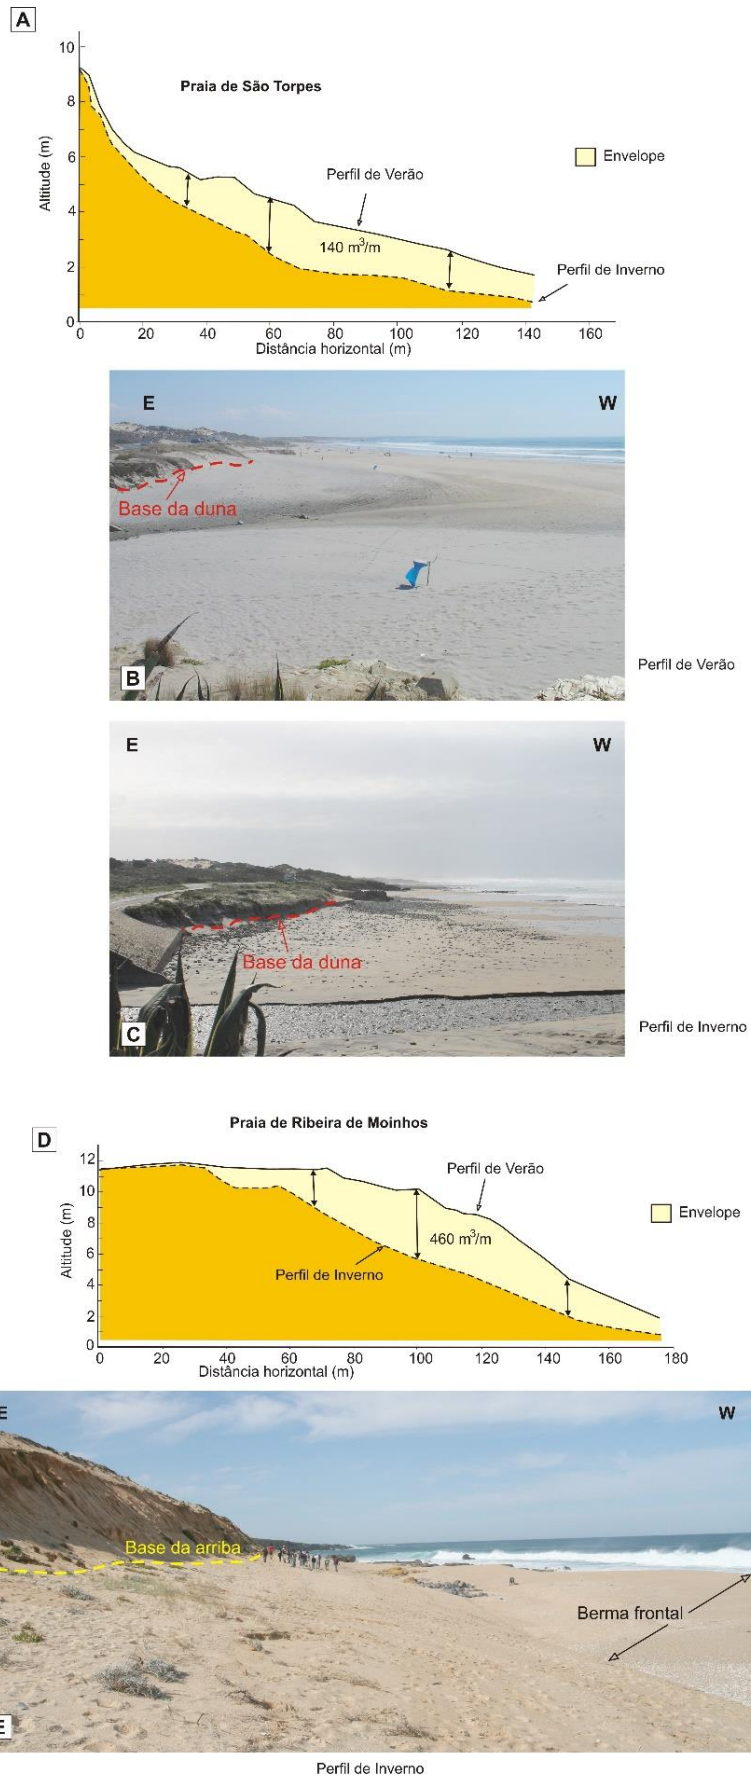 A
Praia de São Torpes
10
8
6
4
2
0
Altitude (m)
Envelope
Perfil de Verão
140 m³/m
Perfil de Inverno
0 20 40 60 80 100 120 140 160
Distância horizontal (m)
E W
Base da duna
B
Perfil de Verão
E W
Base da duna
C
Perfil de Inverno
Praia de Ribeira de Moinhos
D
12
10
8
6
4
2
0
Altitude (m)
Perfil de Verão
Envelope
460 m³/m
Perfil de Inverno
0 20 40 60 80 100 120 140 160 180
Distância horizontal (m)
E W
Base da arriba
Berma frontal
E
Perfil de Inverno